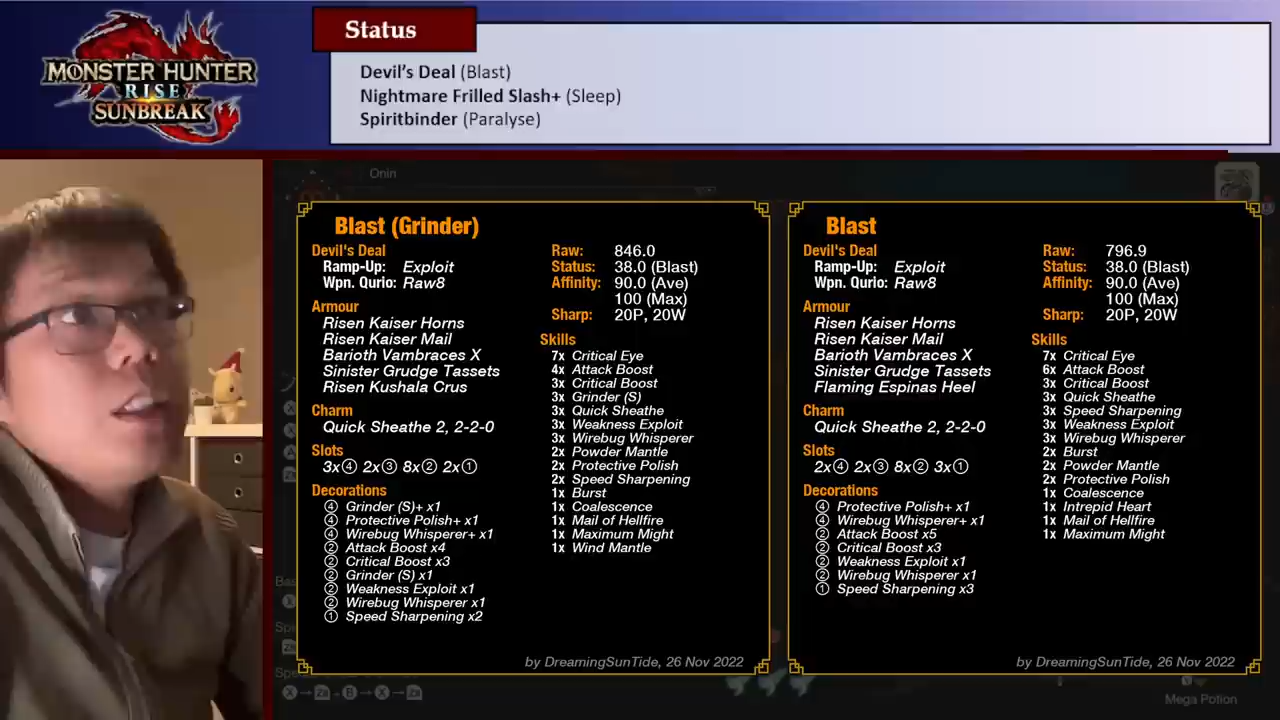 MONSTER HUNTER
RISE
SUNBREAK
Status
Devil's Deal (Blast)
Nightmare Frilled Slash+ (Sleep)
Spiritbinder (Paralyse)
Onin
Blast (Grinder)
Devil's Deal
Ramp-Up: Exploit
Wpn. Qurio: Raw8
Armour
Risen Kaiser Horns
Risen Kaiser Mail
Barioth Vambraces X
Sinister Grudge Tassets
Risen Kushala Crus
Charm
Quick Sheathe 2, 2-2-0
Slots
3x④ 2x③ 8x② 2x①
Decorations
④ Grinder (S)+ x1
④ Protective Polish+ x1
④ Wirebug Whisperer+ x1
② Attack Boost x4
② Critical Boost x3
② Grinder (S) x1
② Weakness Exploit x1
② Wirebug Whisperer x1
① Speed Sharpening x2
Raw: 846.0
Status: 38.0 (Blast)
Affinity: 90.0 (Ave)
100 (Max)
Sharp: 20P, 20W
Skills
7x Critical Eye
4x Attack Boost
3x Critical Boost
3x Grinder (S)
3x Quick Sheathe
3x Weakness Exploit
3x Wirebug Whisperer
2x Powder Mantle
2x Protective Polish
2x Speed Sharpening
1x Burst
1x Coalescence
1x Mail of Hellfire
1x Maximum Might
1x Wind Mantle
by DreamingSunTide, 26 Nov 2022
Blast
Devil's Deal
Ramp-Up: Exploit
Wpn. Qurio: Raw8
Armour
Risen Kaiser Horns
Risen Kaiser Mail
Barioth Vambraces X
Sinister Grudge Tassets
Flaming Espinas Heel
Charm
Quick Sheathe 2, 2-2-0
Slots
2x④ 2x③ 8x② 3x①
Decorations
④ Protective Polish+ x1
④ Wirebug Whisperer+ x1
② Attack Boost x5
② Critical Boost x3
② Weakness Exploit x1
② Wirebug Whisperer x1
① Speed Sharpening x3
Raw: 796.9
Status: 38.0 (Blast)
Affinity: 90.0 (Ave)
100 (Max)
Sharp: 20P, 20W
Skills
7x Critical Eye
6x Attack Boost
3x Critical Boost
3x Quick Sheathe
3x Speed Sharpening
3x Weakness Exploit
3x Wirebug Whisperer
2x Burst
2x Powder Mantle
2x Protective Polish
1x Coalescence
1x Intrepid Heart
1x Mail of Hellfire
1x Maximum Might
by DreamingSunTide, 26 Nov 2022
Mega Potion